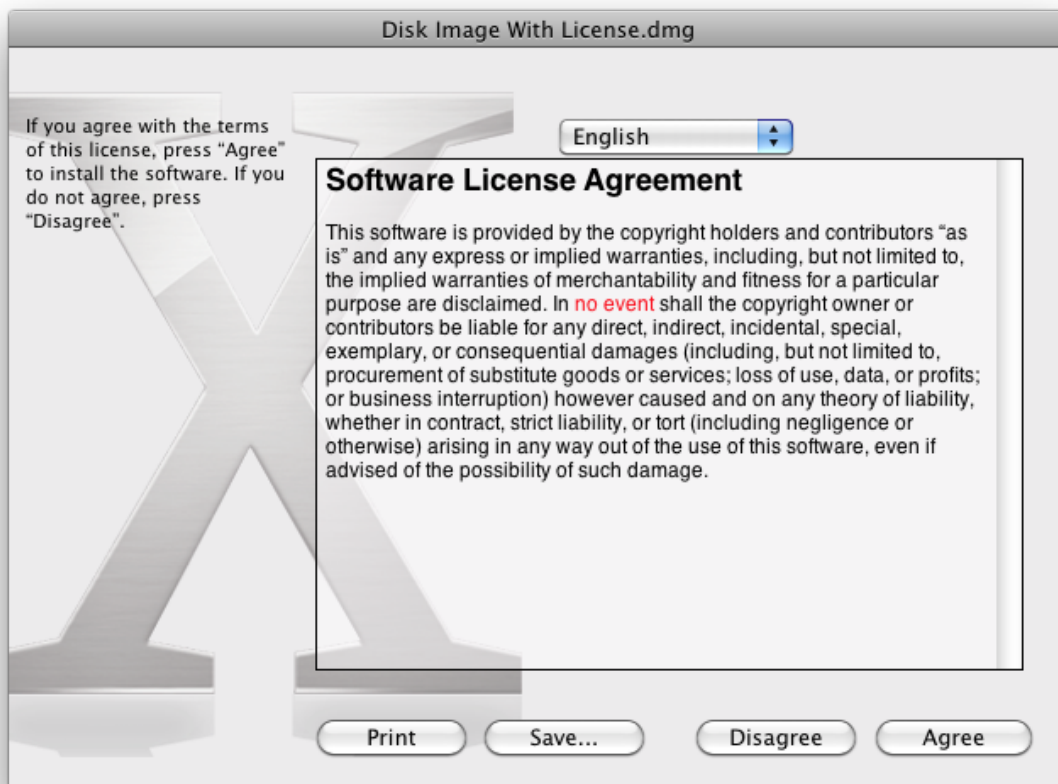 Disk Image With License.dmg
If you agree with the terms
of this license, press “Agree”
to install the software. If you
do not agree, press
“Disagree”.
English
Software License Agreement
This software is provided by the copyright holders and contributors “as
is” and any express or implied warranties, including, but not limited to,
the implied warranties of merchantability and fitness for a particular
purpose are disclaimed. In no event shall the copyright owner or
contributors be liable for any direct, indirect, incidental, special,
exemplary, or consequential damages (including, but not limited to,
procurement of substitute goods or services; loss of use, data, or profits;
or business interruption) however caused and on any theory of liability,
whether in contract, strict liability, or tort (including negligence or
otherwise) arising in any way out of the use of this software, even if
advised of the possibility of such damage.
Print
Save...
Disagree
Agree